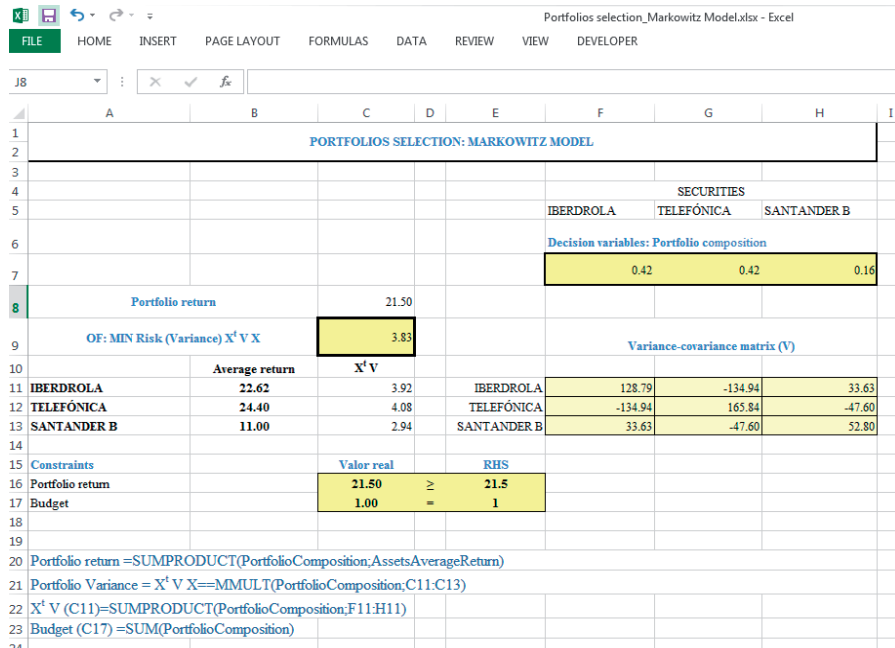 Portfolios selection_Markowitz Model.xlsx - Excel
FILE HOME INSERT PAGE LAYOUT FORMULAS DATA REVIEW VIEW DEVELOPER
J8 fx
A B C D E F G H I
1 PORTFOLIOS SELECTION: MARKOWITZ MODEL
2
3
4 SECURITIES
5 IBERDROLA TELEFÓNICA SANTANDER B
6 Decision variables: Portfolio composition
7 0.42 0.42 0.16
8 Portfolio return 21.50
9 OF: MIN Risk (Variance) Xᵗ V X 3.83 Variance-covariance matrix (V)
10 Average return Xᵗ V
11 IBERDROLA 22.62 3.92 IBERDROLA 128.79 -134.94 33.63
12 TELEFÓNICA 24.40 4.08 TELEFÓNICA -134.94 165.84 -47.60
13 SANTANDER B 11.00 2.94 SANTANDER B 33.63 -47.60 52.80
14
15 Constraints Valor real RHS
16 Portfolio return 21.50 ≥ 21.5
17 Budget 1.00 = 1
18
19
20 Portfolio return =SUMPRODUCT(PortfolioComposition;AssetsAverageReturn)
21 Portfolio Variance = Xᵗ V X==MMULT(PortfolioComposition;C11:C13)
22 Xᵗ V (C11)=SUMPRODUCT(PortfolioComposition;F11:H11)
23 Budget (C17) =SUM(PortfolioComposition)
24